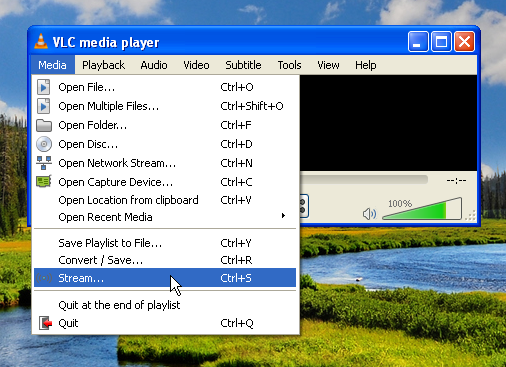 VLC media player
Media Playback Audio Video Subtitle Tools View Help
Open File... Ctrl+O
Open Multiple Files... Ctrl+Shift+O
Open Folder... Ctrl+F
Open Disc... Ctrl+D
Open Network Stream... Ctrl+N
Open Capture Device... Ctrl+C
Open Location from clipboard Ctrl+V
Open Recent Media
Save Playlist to File... Ctrl+Y
Convert / Save... Ctrl+R
Stream... Ctrl+S
Quit at the end of playlist
Quit Ctrl+Q
--:--
100%